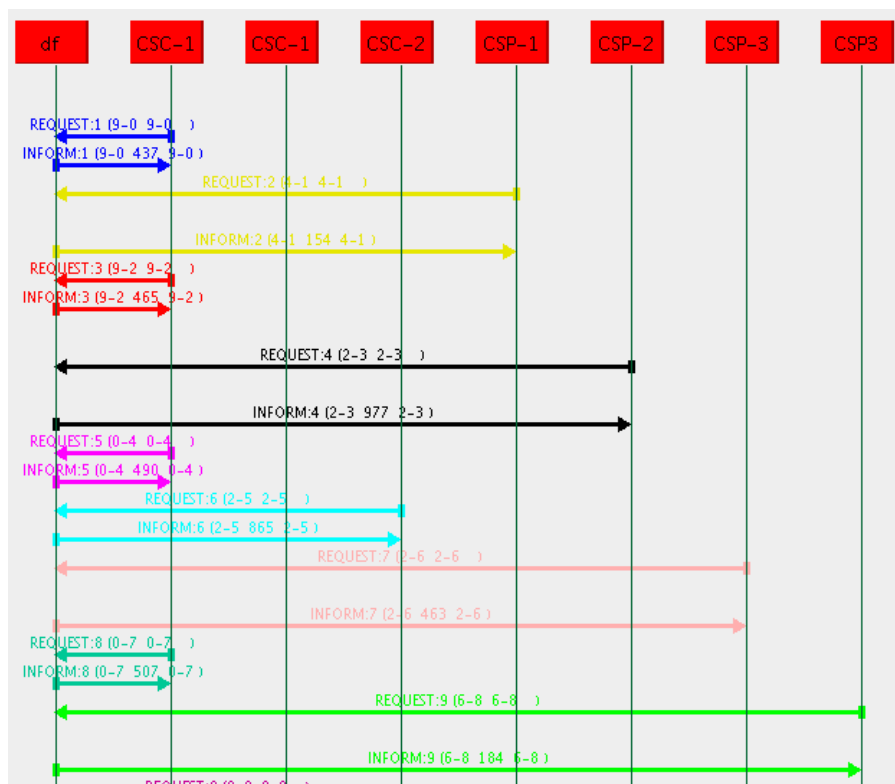 df CSC-1 CSC-1 CSC-2 CSP-1 CSP-2 CSP-3 CSP3
REQUEST:1 (9-0 9-0 )
INFORM:1 (9-0 437 9-0)
REQUEST:2 (4-1 4-1 )
INFORM:2 (4-1 154 4-1)
REQUEST:3 (9-2 9-2 )
INFORM:3 (9-2 465 9-2)
REQUEST:4 (2-3 2-3 )
INFORM:4 (2-3 977 2-3)
REQUEST:5 (0-4 0-4 )
INFORM:5 (0-4 490 0-4)
REQUEST:6 (2-5 2-5 )
INFORM:6 (2-5 865 2-5)
REQUEST:7 (2-6 2-6 )
INFORM:7 (2-6 463 2-6)
REQUEST:8 (0-7 0-7 )
INFORM:8 (0-7 507 0-7)
REQUEST:9 (6-8 6-8 )
INFORM:9 (6-8 184 6-8)